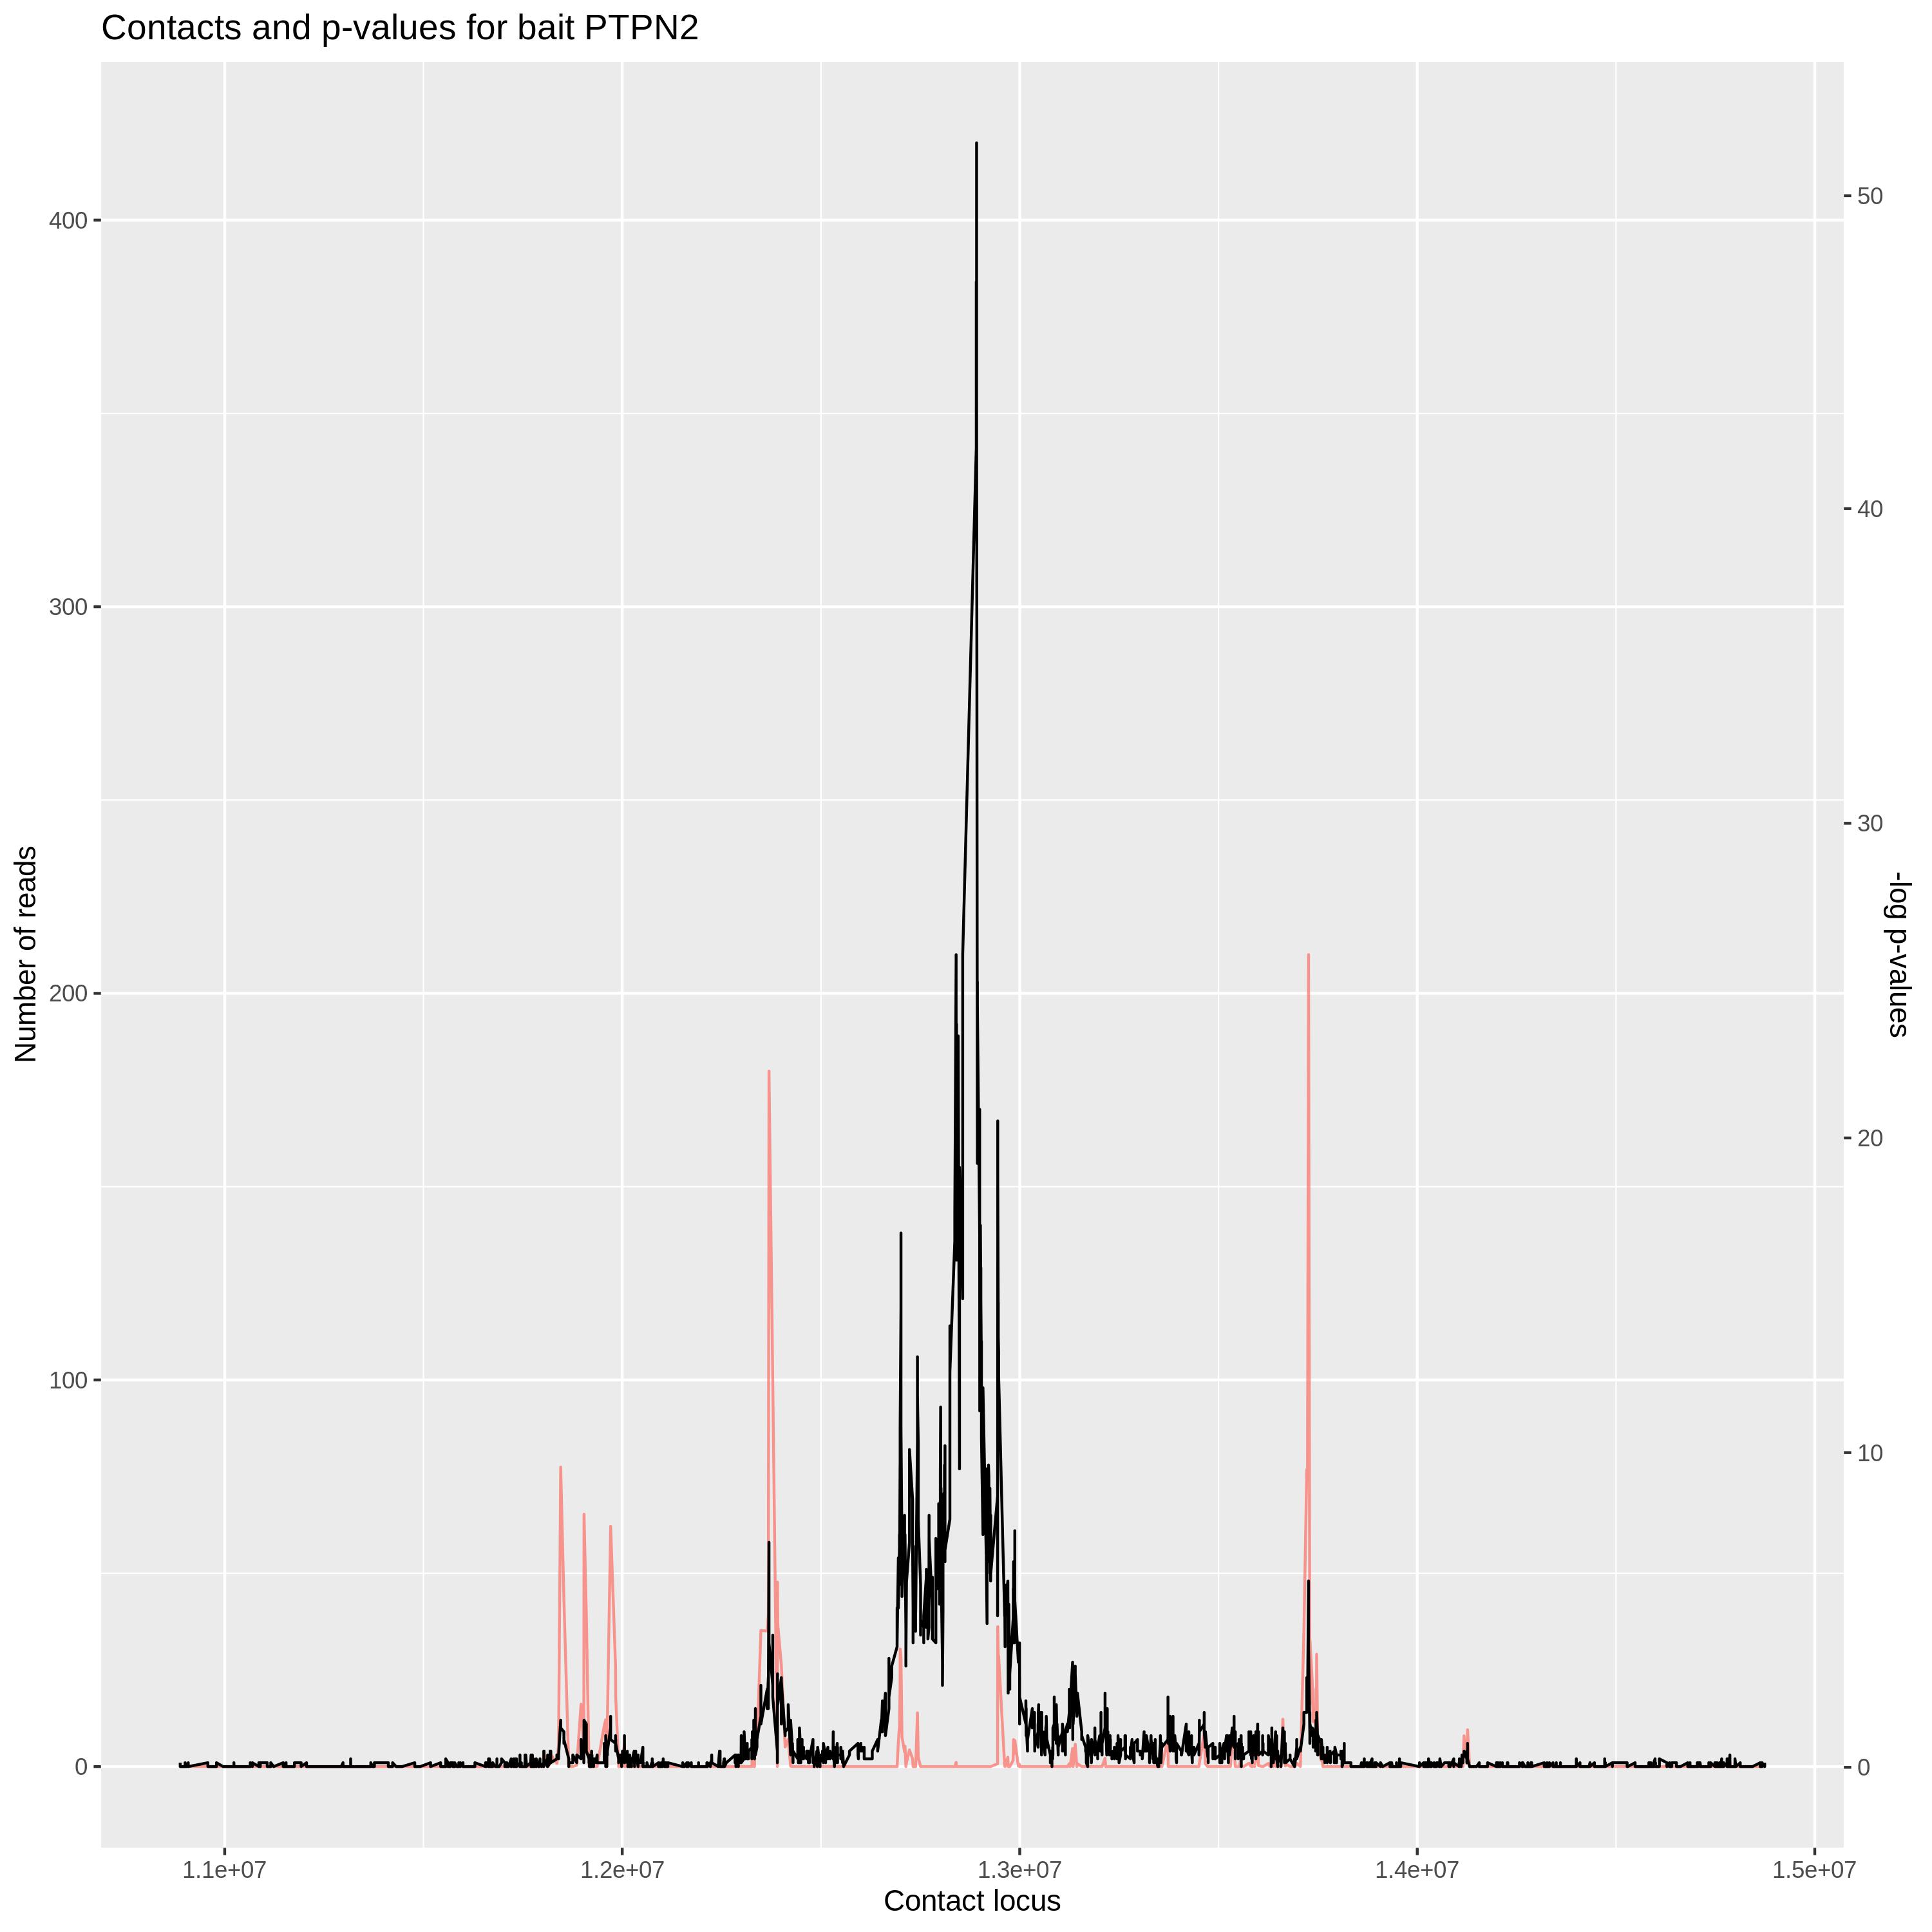 Contacts and p-values for bait PTPN2
Number of reads
400
300
200
100
0
50
40
30
20
10
0
-log p-values
1.1e+07
1.2e+07
1.3e+07
1.4e+07
1.5e+07
Contact locus